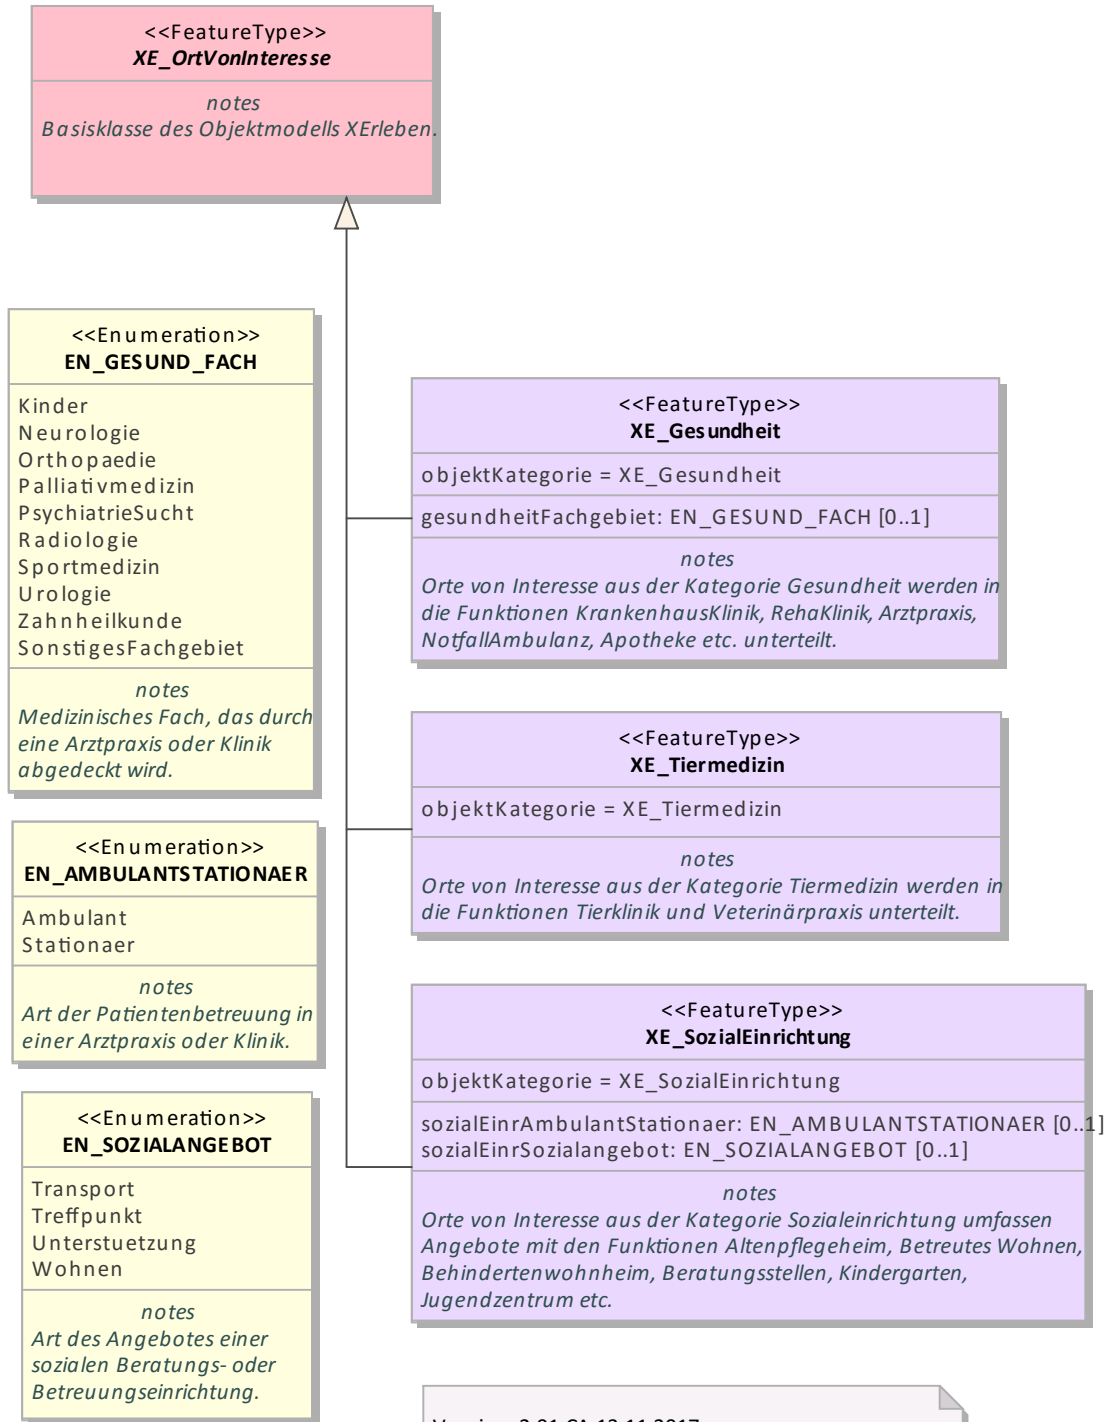 <<FeatureType>>
XE_OrtVonInteresse
notes
Basisklasse des Objektmodells XErleben.
<<Enumeration>>
EN_GESUND_FACH
Kinder
Neurologie
Orthopaedie
Palliativmedizin
PsychiatrieSucht
Radiologie
Sportmedizin
Urologie
Zahnheilkunde
SonstigesFachgebiet
notes
Medizinisches Fach, das durch
eine Arztpraxis oder Klinik
abgedeckt wird.
<<FeatureType>>
XE_Gesundheit
objektKategorie = XE_Gesundheit
gesundheitFachgebiet: EN_GESUND_FACH [0..1]
notes
Orte von Interesse aus der Kategorie Gesundheit werden in
die Funktionen KrankenhausKlinik, RehaKlinik, Arztpraxis,
NotfallAmbulanz, Apotheke etc. unterteilt.
<<FeatureType>>
XE_Tiermedizin
objektKategorie = XE_Tiermedizin
notes
Orte von Interesse aus der Kategorie Tiermedizin werden in
die Funktionen Tierklinik und Veterinärpraxis unterteilt.
<<Enumeration>>
EN_AMBULANTSTATIONAER
Ambulant
Stationaer
notes
Art der Patientenbetreuung in
einer Arztpraxis oder Klinik.
<<FeatureType>>
XE_SozialEinrichtung
objektKategorie = XE_SozialEinrichtung
sozialEinrAmbulantStationaer: EN_AMBULANTSTATIONAER [0..1]
sozialEinrSozialangebot: EN_SOZIALANGEBOT [0..1]
notes
Orte von Interesse aus der Kategorie Sozialeinrichtung umfassen
Angebote mit den Funktionen Altenpflegeheim, Betreutes Wohnen,
Behindertenwohnheim, Beratungsstellen, Kindergarten,
Jugendzentrum etc.
<<Enumeration>>
EN_SOZIALANGEBOT
Transport
Treffpunkt
Unterstuetzung
Wohnen
notes
Art des Angebotes einer
sozialen Beratungs- oder
Betreuungseinrichtung.